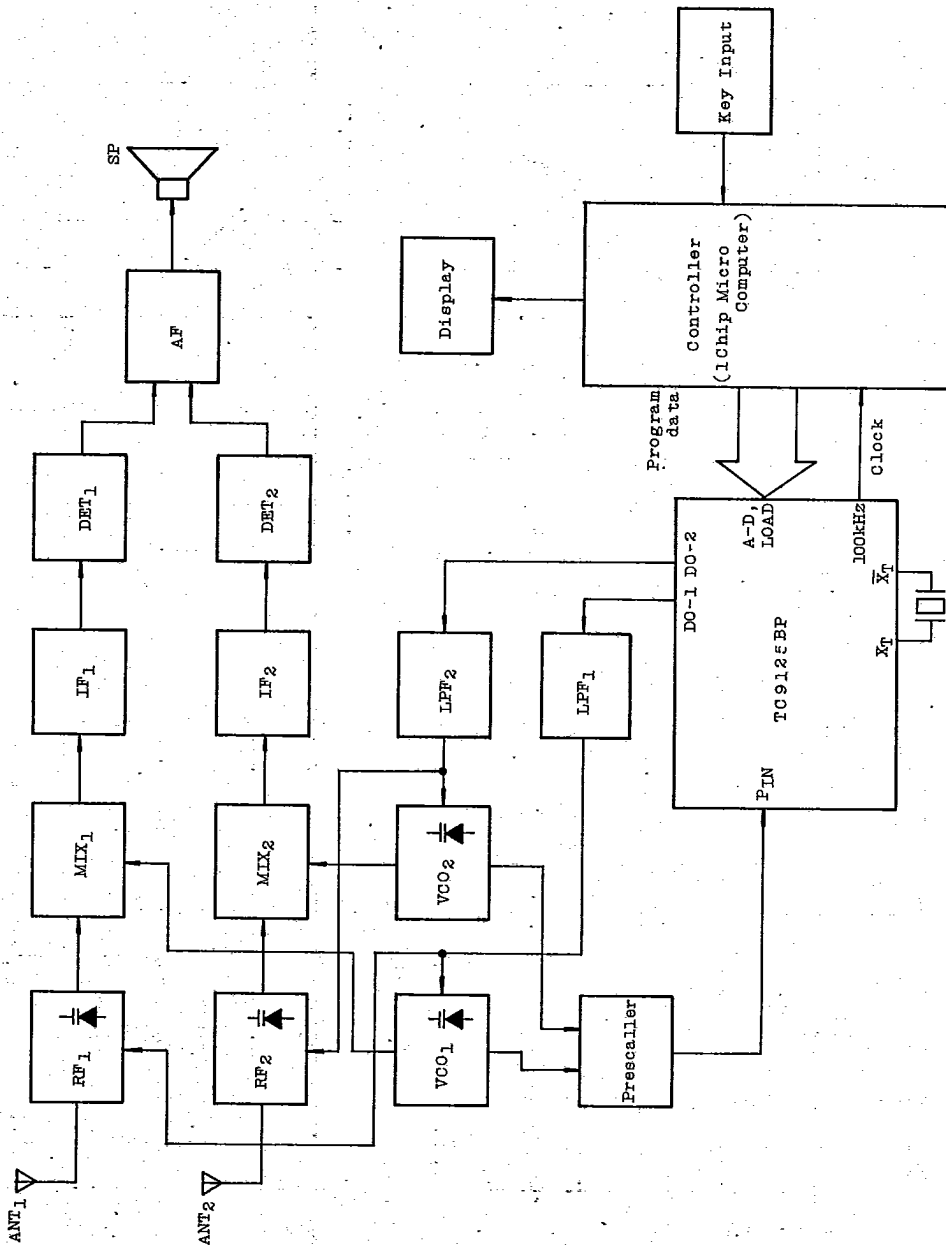 ANT1
RF1
MIX1
IF1
DET1
AF
SP
ANT2
RF2
MIX2
IF2
DET2
VCO1
VCO2
LPF2
LPF1
Display
Prescaller
PIN
TC9125BP
DO-1 DO-2
A-D,
LOAD
100kHz
XT
X̅T
Program
data
Clock
Controller
(1Chip Micro
Computer)
Key Input